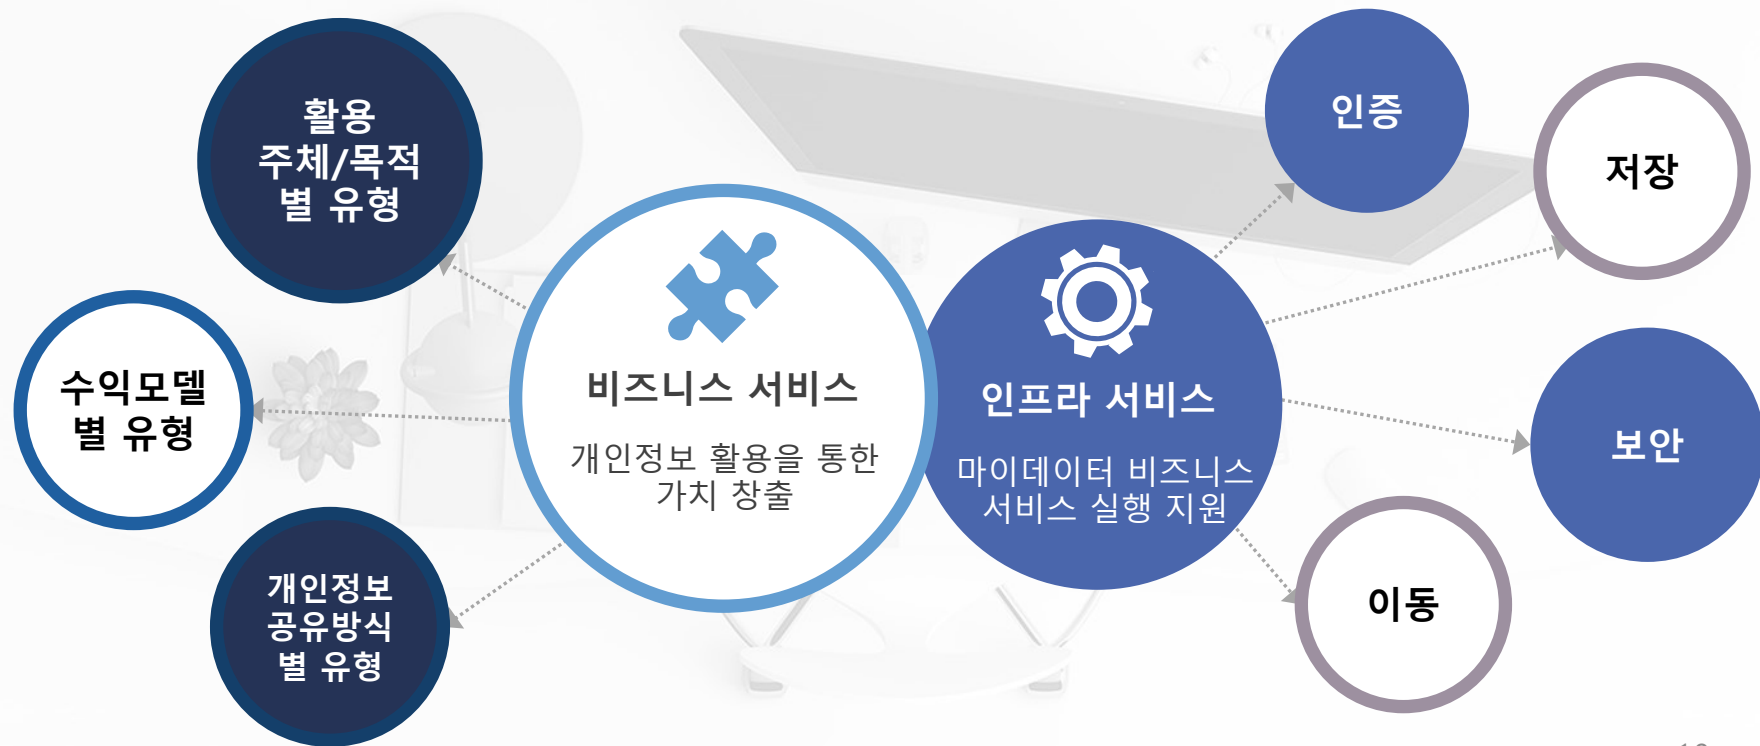 활용
주체/목적
별 유형
수익모델
별 유형
개인정보
공유방식
별 유형
비즈니스 서비스
개인정보 활용을 통한
가치 창출
인프라 서비스
마이데이터 비즈니스
서비스 실행 지원
인증
저장
보안
이동